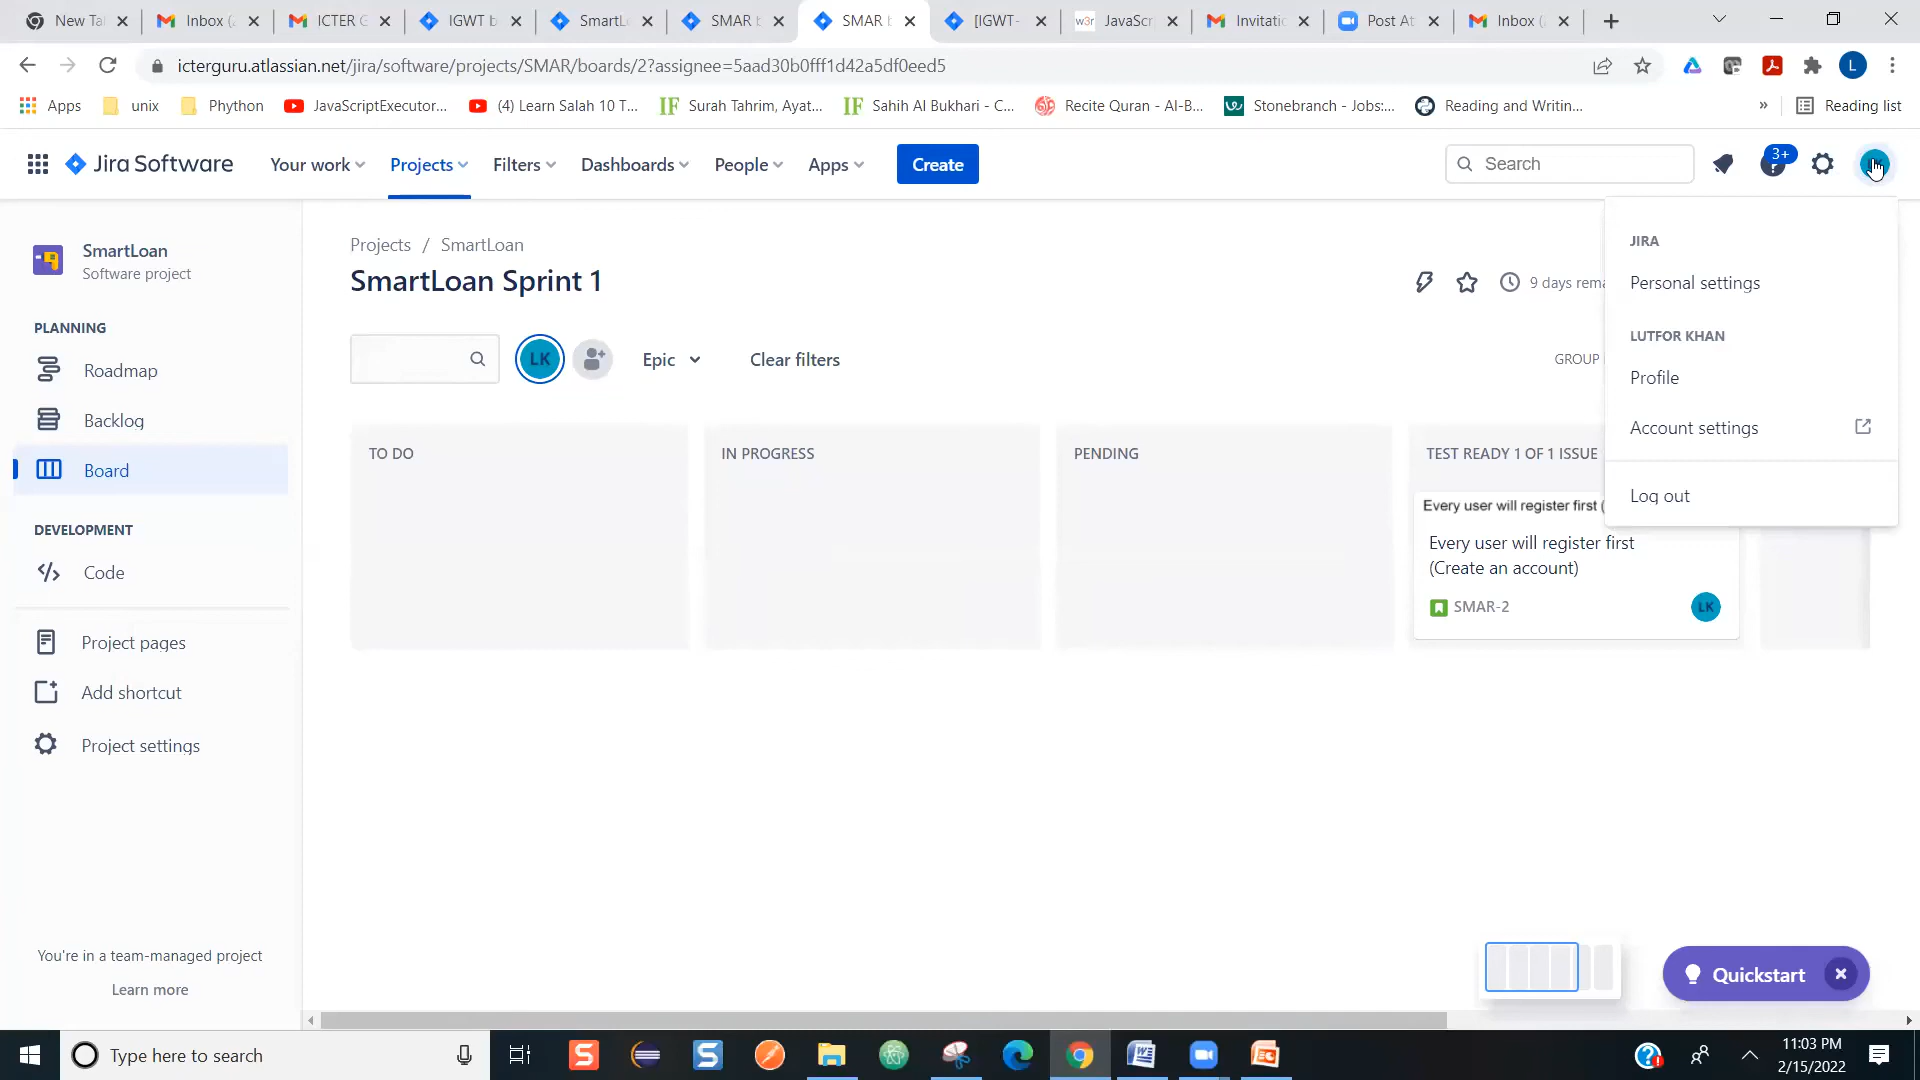 New Ta
Inbox (
ICTER G
IGWT b
SmartLo
SMAR b
SMAR b
[IGWT-
w3r
JavaScr
Invitatio
Post At
Inbox (
icterguru.atlassian.net/jira/software/projects/SMAR/boards/2?assignee=5aad30b0fff1d42a5df0eed5
L
Apps
unix
Phython
JavaScriptExecutor...
(4) Learn Salah 10 T...
IF Surah Tahrim, Ayat...
IF Sahih Al Bukhari - C...
Recite Quran - Al-B...
Stonebranch - Jobs:...
Reading and Writin...
»
Reading list
Jira Software
Your work
Projects
Filters
Dashboards
People
Apps
Create
Search
3+
SmartLoan
Software project
PLANNING
Roadmap
Backlog
Board
DEVELOPMENT
Code
Project pages
Add shortcut
Project settings
You're in a team-managed project
Learn more
Projects / SmartLoan
SmartLoan Sprint 1
9 days rema
LK
Epic
Clear filters
GROUP
TO DO
IN PROGRESS
PENDING
TEST READY 1 OF 1 ISSUE
Every user will register first (
Every user will register first
(Create an account)
SMAR-2
LK
JIRA
Personal settings
LUTFOR KHAN
Profile
Account settings
Log out
Quickstart
Type here to search
11:03 PM
2/15/2022